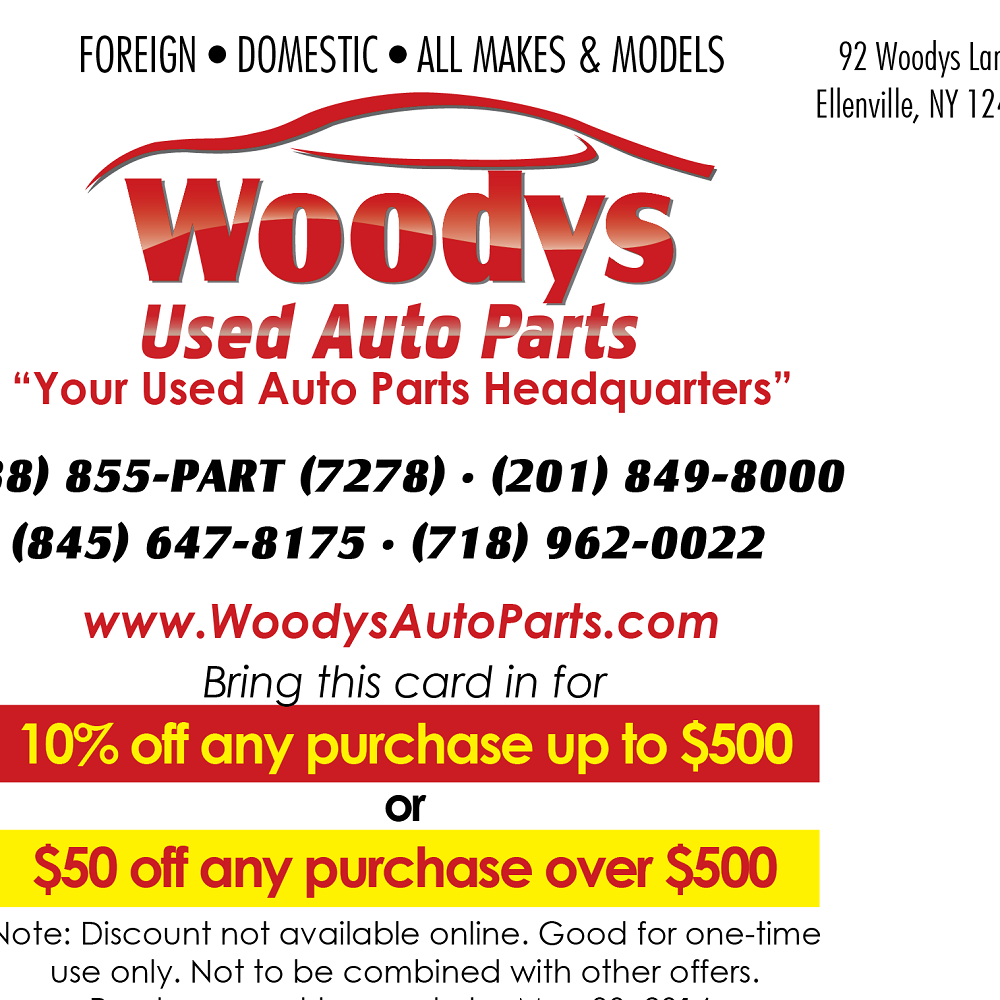 FOREIGN • DOMESTIC • ALL MAKES & MODELS
92 Woodys
Ellenville, NY
Woodys
Used Auto Parts
“Your Used Auto Parts Headquarters”
855-PART (7278) • (201) 849-8000
(845) 647-8175 • (718) 962-0022
www.WoodysAutoParts.com
Bring this card in for
10% off any purchase up to $500
or
$50 off any purchase over $500
Note: Discount not available online. Good for one-time
use only. Not to be combined with other offers.